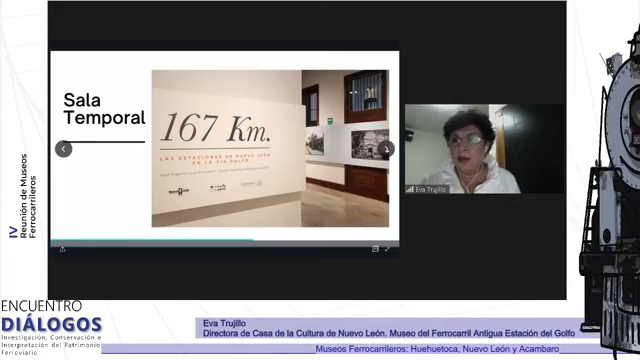 Sala
Temporal
167 Km.
LAS ESTACIONES DE NUEVO LEÓN
EN LA VÍA GOLFO
Eva Trujillo
IV
Reunión de Museos
Ferrocarrileros
ENCUENTRO
DIÁLOGOS
Investigación, Conservación e
Interpretación del Patrimonio
Ferroviario.
Eva Trujillo
Directora de Casa de la Cultura de Nuevo León. Museo del Ferrocarril Antigua Estación del Golfo
Museos Ferrocarrileros: Huehuetoca, Nuevo León y Acambaro